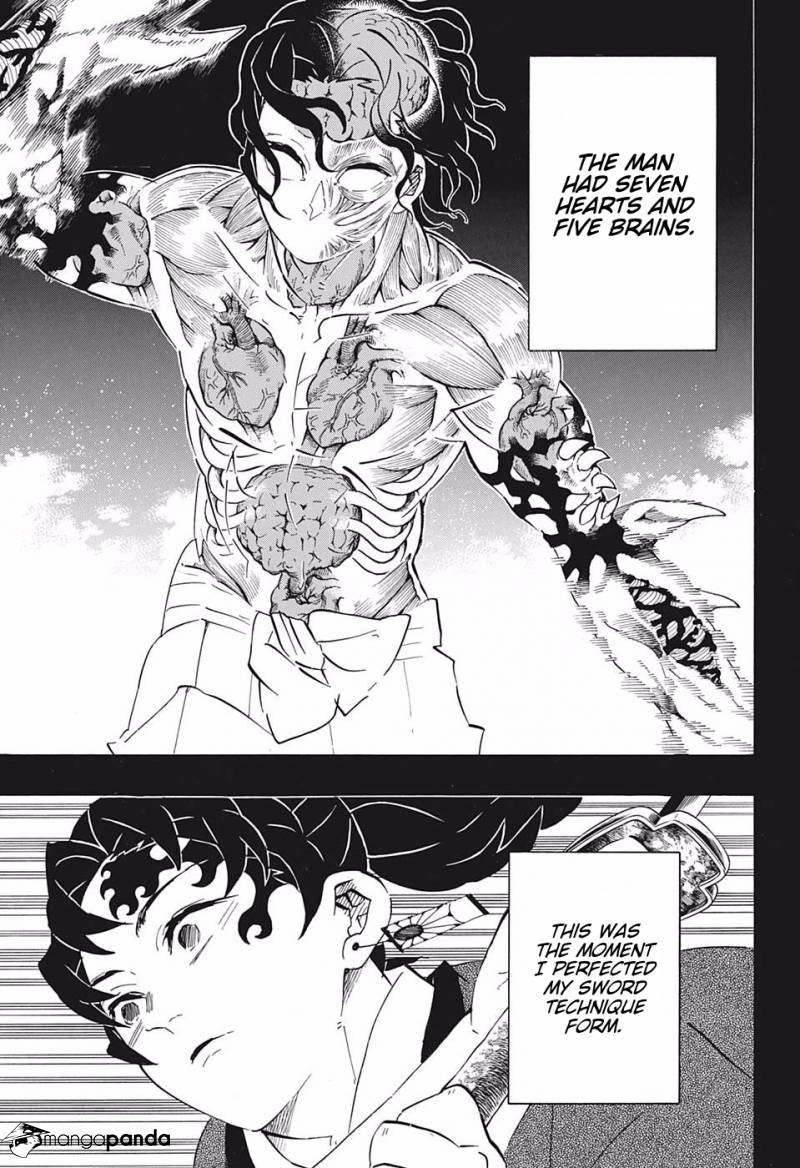 THE MAN
HAD SEVEN
HEARTS AND
FIVE BRAINS.
THIS WAS
THE MOMENT
I PERFECTED
MY SWORD
TECHNIQUE
FORM.
mangapanda